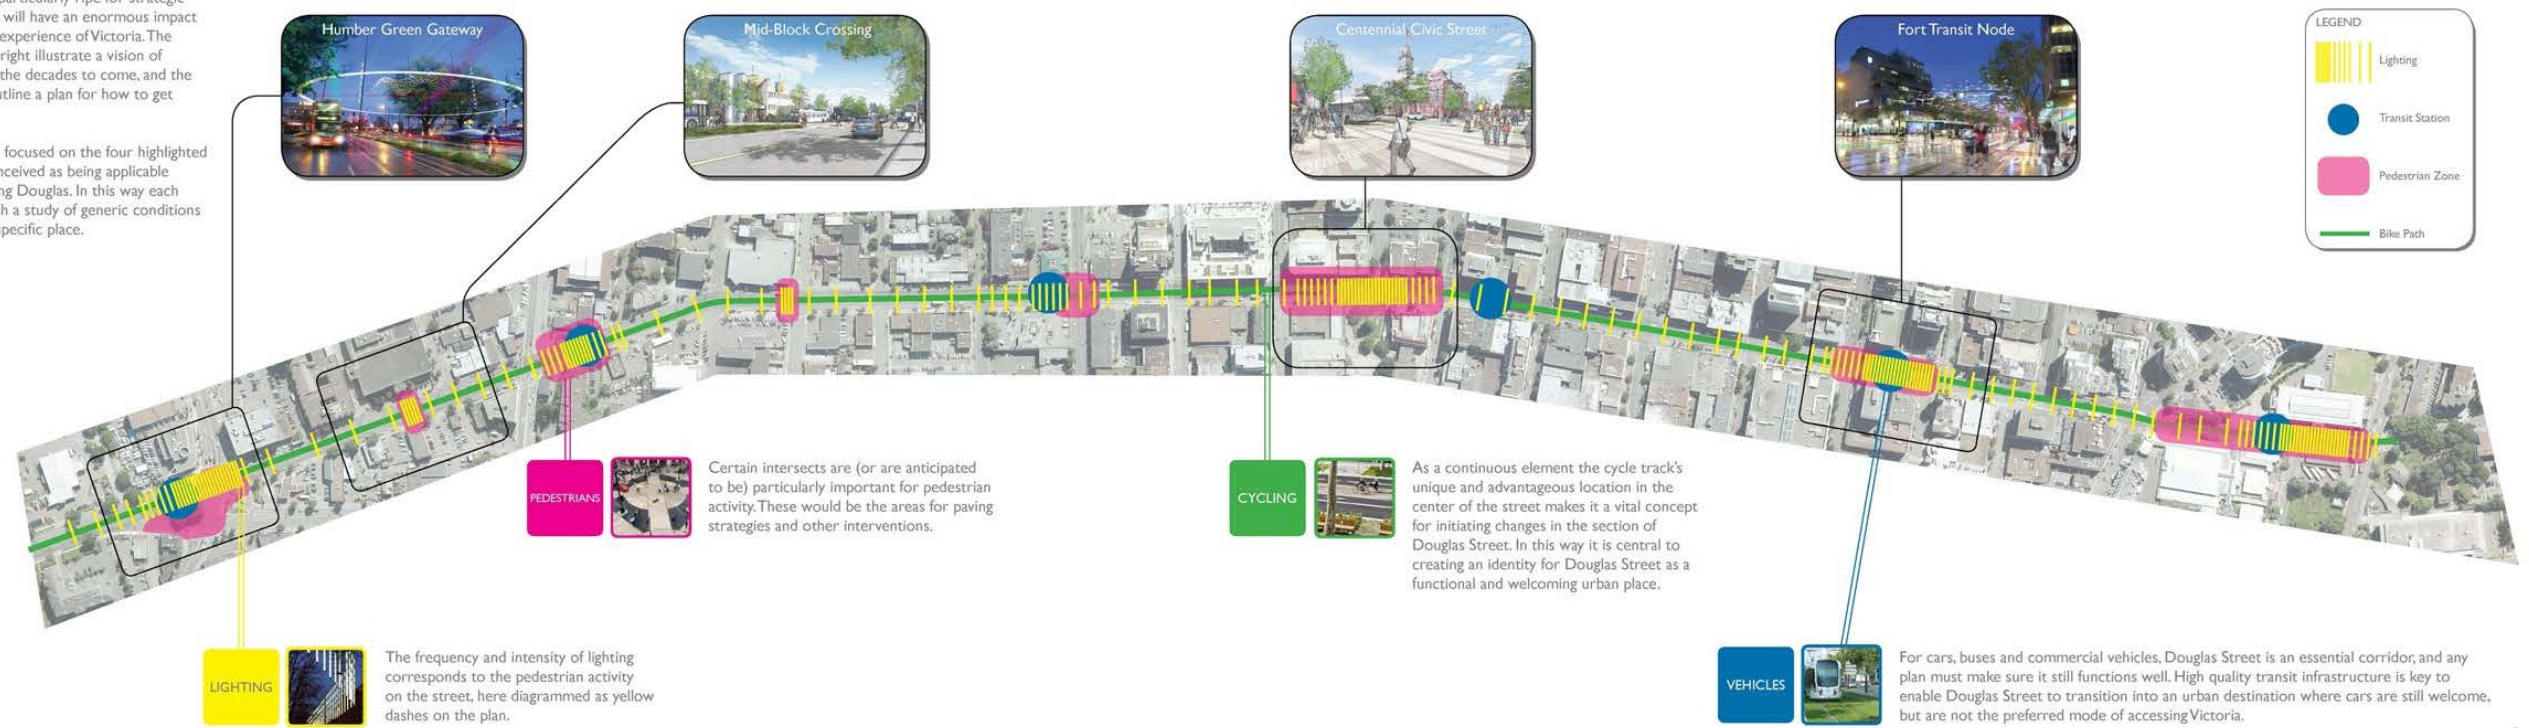 particularly ripe for strategic
will have an enormous impact
experience of Victoria. The
right illustrate a vision of
the decades to come, and the
utline a plan for how to get
focused on the four highlighted
nceived as being applicable
ng Douglas. In this way each
h a study of generic conditions
specific place.
Humber Green Gateway
Mid-Block Crossing
Centennial Civic Street
Fort Transit Node
LEGEND
Lighting
Transit Station
Pedestrian Zone
Bike Path
PEDESTRIANS
Certain intersects are (or are anticipated
to be) particularly important for pedestrian
activity. These would be the areas for paving
strategies and other interventions.
CYCLING
As a continuous element the cycle track's
unique and advantageous location in the
center of the street makes it a vital concept
for initiating changes in the section of
Douglas Street. In this way it is central to
creating an identity for Douglas Street as a
functional and welcoming urban place.
LIGHTING
The frequency and intensity of lighting
corresponds to the pedestrian activity
on the street, here diagrammed as yellow
dashes on the plan.
VEHICLES
For cars, buses and commercial vehicles, Douglas Street is an essential corridor, and any
plan must make sure it still functions well. High quality transit infrastructure is key to
enable Douglas Street to transition into an urban destination where cars are still welcome,
but are not the preferred mode of accessing Victoria.